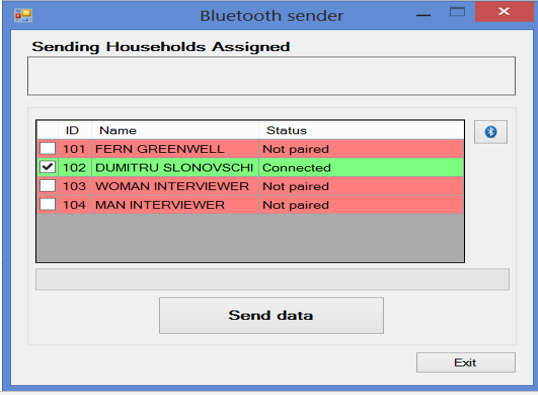 Bluetooth sender
Sending Households Assigned
ID Name Status
101 FERN GREENWELL Not paired
102 DUMITRU SLONOVSCHI Connected
103 WOMAN INTERVIEWER Not paired
104 MAN INTERVIEWER Not paired
Send data
Exit